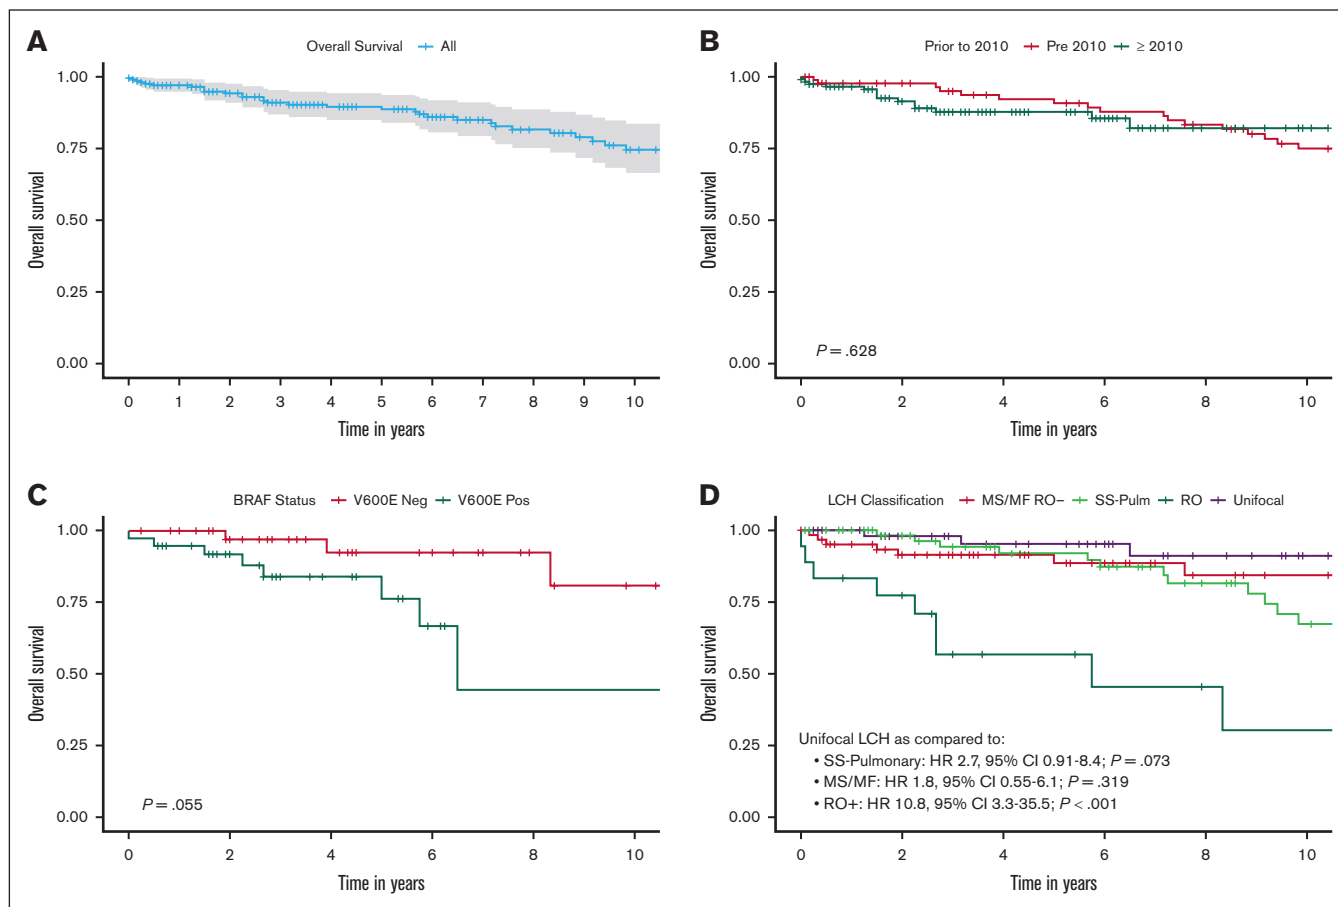 A
Overall Survival All
1.00
0.75
0.50
0.25
0.00
Overall survival
0 1 2 3 4 5 6 7 8 9 10
Time in years
B
Prior to 2010 Pre 2010 ≥ 2010
1.00
0.75
0.50
0.25
0.00
Overall survival
P = .628
0 2 4 6 8 10
Time in years
C
BRAF Status V600E Neg V600E Pos
1.00
0.75
0.50
0.25
0.00
Overall survival
P = .055
0 2 4 6 8 10
Time in years
D
LCH Classification MS/MF RO− SS-Pulm RO Unifocal
1.00
0.75
0.50
0.25
0.00
Overall survival
Unifocal LCH as compared to:
• SS-Pulmonary: HR 2.7, 95% CI 0.91-8.4; P = .073
• MS/MF: HR 1.8, 95% CI 0.55-6.1; P = .319
• RO+: HR 10.8, 95% CI 3.3-35.5; P < .001
0 2 4 6 8 10
Time in years